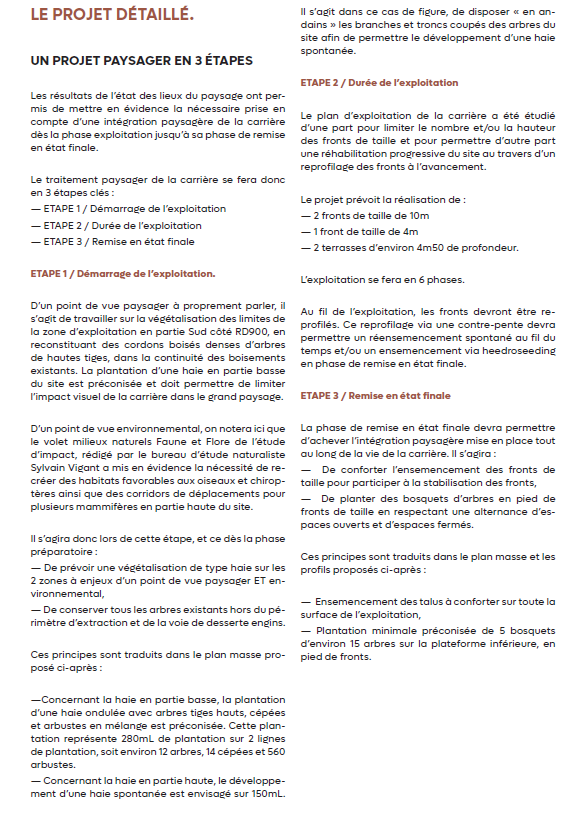 LE PROJET DÉTAILLÉ.
UN PROJET PAYSAGER EN 3 ÉTAPES
Les résultats de l'état des lieux du paysage ont per-
mis de mettre en évidence la nécessaire prise en
compte d'une intégration paysagère de la carrière
dès la phase exploitation jusqu'à sa phase de remise
en état finale.
Le traitement paysager de la carrière se fera donc
en 3 étapes clés :
— ETAPE 1 / Démarrage de l'exploitation
— ETAPE 2 / Durée de l'exploitation
— ETAPE 3 / Remise en état finale
ETAPE 1 / Démarrage de l'exploitation.
D'un point de vue paysager à proprement parler, il
s'agit de travailler sur la végétalisation des limites de
la zone d'exploitation en partie Sud côté RD900, en
reconstituant des cordons boisés denses d'arbres
de hautes tiges, dans la continuité des boisements
existants. La plantation d'une haie en partie basse
du site est préconisée et doit permettre de limiter
l'impact visuel de la carrière dans le grand paysage.
D'un point de vue environnemental, on notera ici que
le volet milieux naturels Faune et Flore de l'étude
d'impact, rédigé par le bureau d'étude naturaliste
Sylvain Vigant a mis en évidence la nécessité de re-
créer des habitats favorables aux oiseaux et chirop-
tères ainsi que des corridors de déplacements pour
plusieurs mammifères en partie haute du site.
Il s'agira donc lors de cette étape, et ce dès la phase
préparatoire :
— De prévoir une végétalisation de type haie sur les
2 zones à enjeux d'un point de vue paysager ET en-
vironnemental,
— De conserver tous les arbres existants hors du pé-
rimètre d'extraction et de la voie de desserte engins.
Ces principes sont traduits dans le plan masse pro-
posé ci-après :
—Concernant la haie en partie basse, la plantation
d'une haie ondulée avec arbres tiges hauts, cépées
et arbustes en mélange est préconisée. Cette plan-
tation représente 280mL de plantation sur 2 lignes
de plantation, soit environ 12 arbres, 14 cépées et 560
arbustes.
— Concernant la haie en partie haute, le développe-
ment d'une haie spontanée est envisagé sur 150mL.
Il s'agit dans ce cas de figure, de disposer « en an-
dains » les branches et troncs coupés des arbres du
site afin de permettre le développement d'une haie
spontanée.
ETAPE 2 / Durée de l'exploitation
Le plan d'exploitation de la carrière a été étudié
d'une part pour limiter le nombre et/ou la hauteur
des fronts de taille et pour permettre d'autre part
une réhabilitation progressive du site au travers d'un
reprofilage des fronts à l'avancement.
Le projet prévoit la réalisation de :
— 2 fronts de taille de 10m
— 1 front de taille de 4m
— 2 terrasses d'environ 4m50 de profondeur.
L'exploitation se fera en 6 phases.
Au fil de l'exploitation, les fronts devront être re-
profilés. Ce reprofilage via une contre-pente devra
permettre un réensemencement spontané au fil du
temps et/ou un ensemencement via heedroseeding
en phase de remise en état finale.
ETAPE 3 / Remise en état finale
La phase de remise en état finale devra permettre
d'achever l'intégration paysagère mise en place tout
au long de la vie de la carrière. Il s'agira :
— De conforter l'ensemencement des fronts de
taille pour participer à la stabilisation des fronts,
— De planter des bosquets d'arbres en pied de
fronts de taille en respectant une alternance d'es-
paces ouverts et d'espaces fermés.
Ces principes sont traduits dans le plan masse et les
profils proposés ci-après :
— Ensemencement des talus à conforter sur toute la
surface de l'exploitation,
— Plantation minimale préconisée de 5 bosquets
d'environ 15 arbres sur la plateforme inférieure, en
pied de fronts.